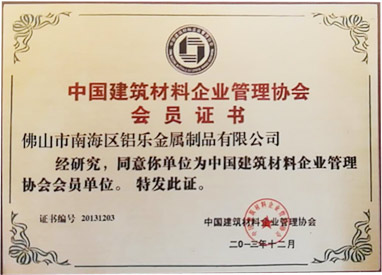 中国建筑材料企业管理协会
会员证书
佛山市南海区铝乐金属制品有限公司
经研究，同意你单位为中国建筑材料企业管理
协会会员单位。特发此证。
证书编号 20131203
中国建筑材料企业管理协会
二〇一三年十二月